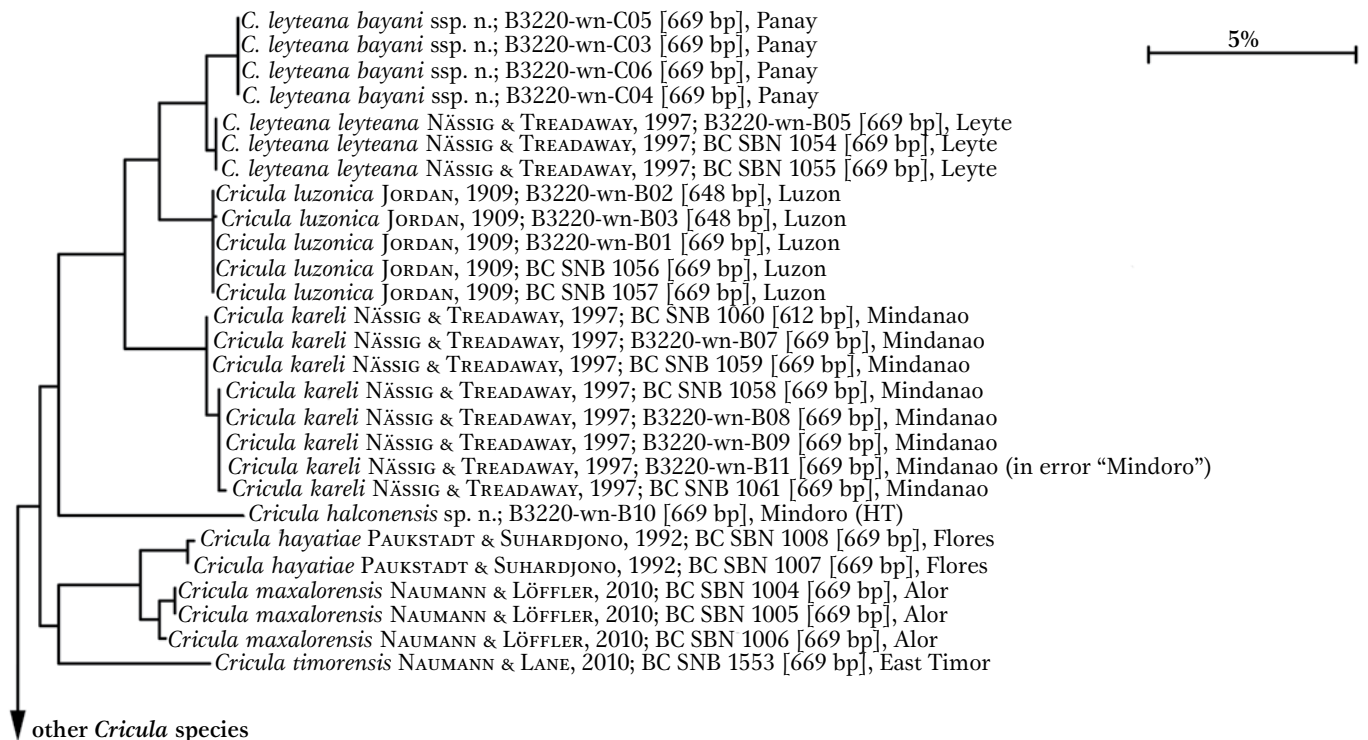 C. leyteana bayani ssp. n.; B3220-wn-C05 [669 bp], Panay
5%
C. leyteana bayani ssp. n.; B3220-wn-C03 [669 bp], Panay
C. leyteana bayani ssp. n.; B3220-wn-C06 [669 bp], Panay
C. leyteana bayani ssp. n.; B3220-wn-C04 [669 bp], Panay
C. leyteana leyteana Nässig & Treadaway, 1997; B3220-wn-B05 [669 bp], Leyte
C. leyteana leyteana Nässig & Treadaway, 1997; BC SBN 1054 [669 bp], Leyte
C. leyteana leyteana Nässig & Treadaway, 1997; BC SBN 1055 [669 bp], Leyte
Cricula luzonica Jordan, 1909; B3220-wn-B02 [648 bp], Luzon
Cricula luzonica Jordan, 1909; B3220-wn-B03 [648 bp], Luzon
Cricula luzonica Jordan, 1909; B3220-wn-B01 [669 bp], Luzon
Cricula luzonica Jordan, 1909; BC SNB 1056 [669 bp], Luzon
Cricula luzonica Jordan, 1909; BC SNB 1057 [669 bp], Luzon
Cricula kareli Nässig & Treadaway, 1997; BC SNB 1060 [612 bp], Mindanao
Cricula kareli Nässig & Treadaway, 1997; B3220-wn-B07 [669 bp], Mindanao
Cricula kareli Nässig & Treadaway, 1997; BC SNB 1059 [669 bp], Mindanao
Cricula kareli Nässig & Treadaway, 1997; BC SNB 1058 [669 bp], Mindanao
Cricula kareli Nässig & Treadaway, 1997; B3220-wn-B08 [669 bp], Mindanao
Cricula kareli Nässig & Treadaway, 1997; B3220-wn-B09 [669 bp], Mindanao
Cricula kareli Nässig & Treadaway, 1997; B3220-wn-B11 [669 bp], Mindanao (in error “Mindoro”)
Cricula kareli Nässig & Treadaway, 1997; BC SNB 1061 [669 bp], Mindanao
Cricula halconensis sp. n.; B3220-wn-B10 [669 bp], Mindoro (HT)
Cricula hayatiae Paukstadt & Suhardjono, 1992; BC SBN 1008 [669 bp], Flores
Cricula hayatiae Paukstadt & Suhardjono, 1992; BC SBN 1007 [669 bp], Flores
Cricula maxalorensis Naumann & Löffler, 2010; BC SBN 1004 [669 bp], Alor
Cricula maxalorensis Naumann & Löffler, 2010; BC SBN 1005 [669 bp], Alor
Cricula maxalorensis Naumann & Löffler, 2010; BC SBN 1006 [669 bp], Alor
Cricula timorensis Naumann & Lane, 2010; BC SNB 1553 [669 bp], East Timor
other Cricula species